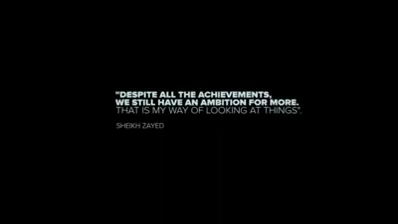 "DESPITE ALL THE ACHIEVEMENTS,
WE STILL HAVE AN AMBITION FOR MORE.
THAT IS MY WAY OF LOOKING AT THINGS".
SHEIKH ZAYED